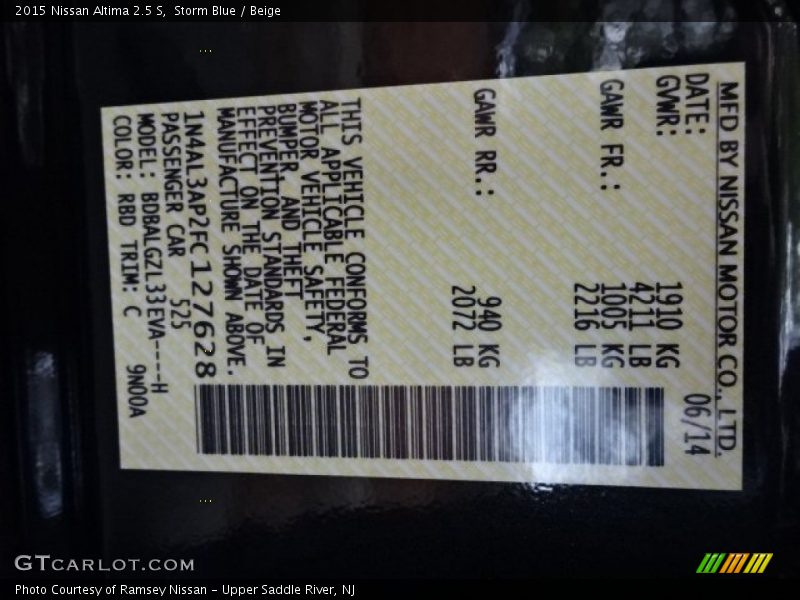 2015 Nissan Altima 2.5 S,  Storm Blue / Beige
MFD BY NISSAN MOTOR CO., LTD.
DATE: 06/14
GVWR: 1910 KG
4211 LB
GAWR FR.: 1005 KG
2216 LB
GAWR RR.: 940 KG
2072 LB
THIS VEHICLE CONFORMS TO
ALL APPLICABLE FEDERAL
MOTOR VEHICLE SAFETY,
BUMPER, AND THEFT
PREVENTION STANDARDS IN
EFFECT ON THE DATE OF
MANUFACTURE SHOWN ABOVE.
1N4AL3AP2FC127628
PASSENGER CAR 525
MODEL: BDBALGZL33EVA----H
COLOR: RBD TRIM: C 9N00A
GTCARLOT.COM
Photo Courtesy of Ramsey Nissan - Upper Saddle River, NJ